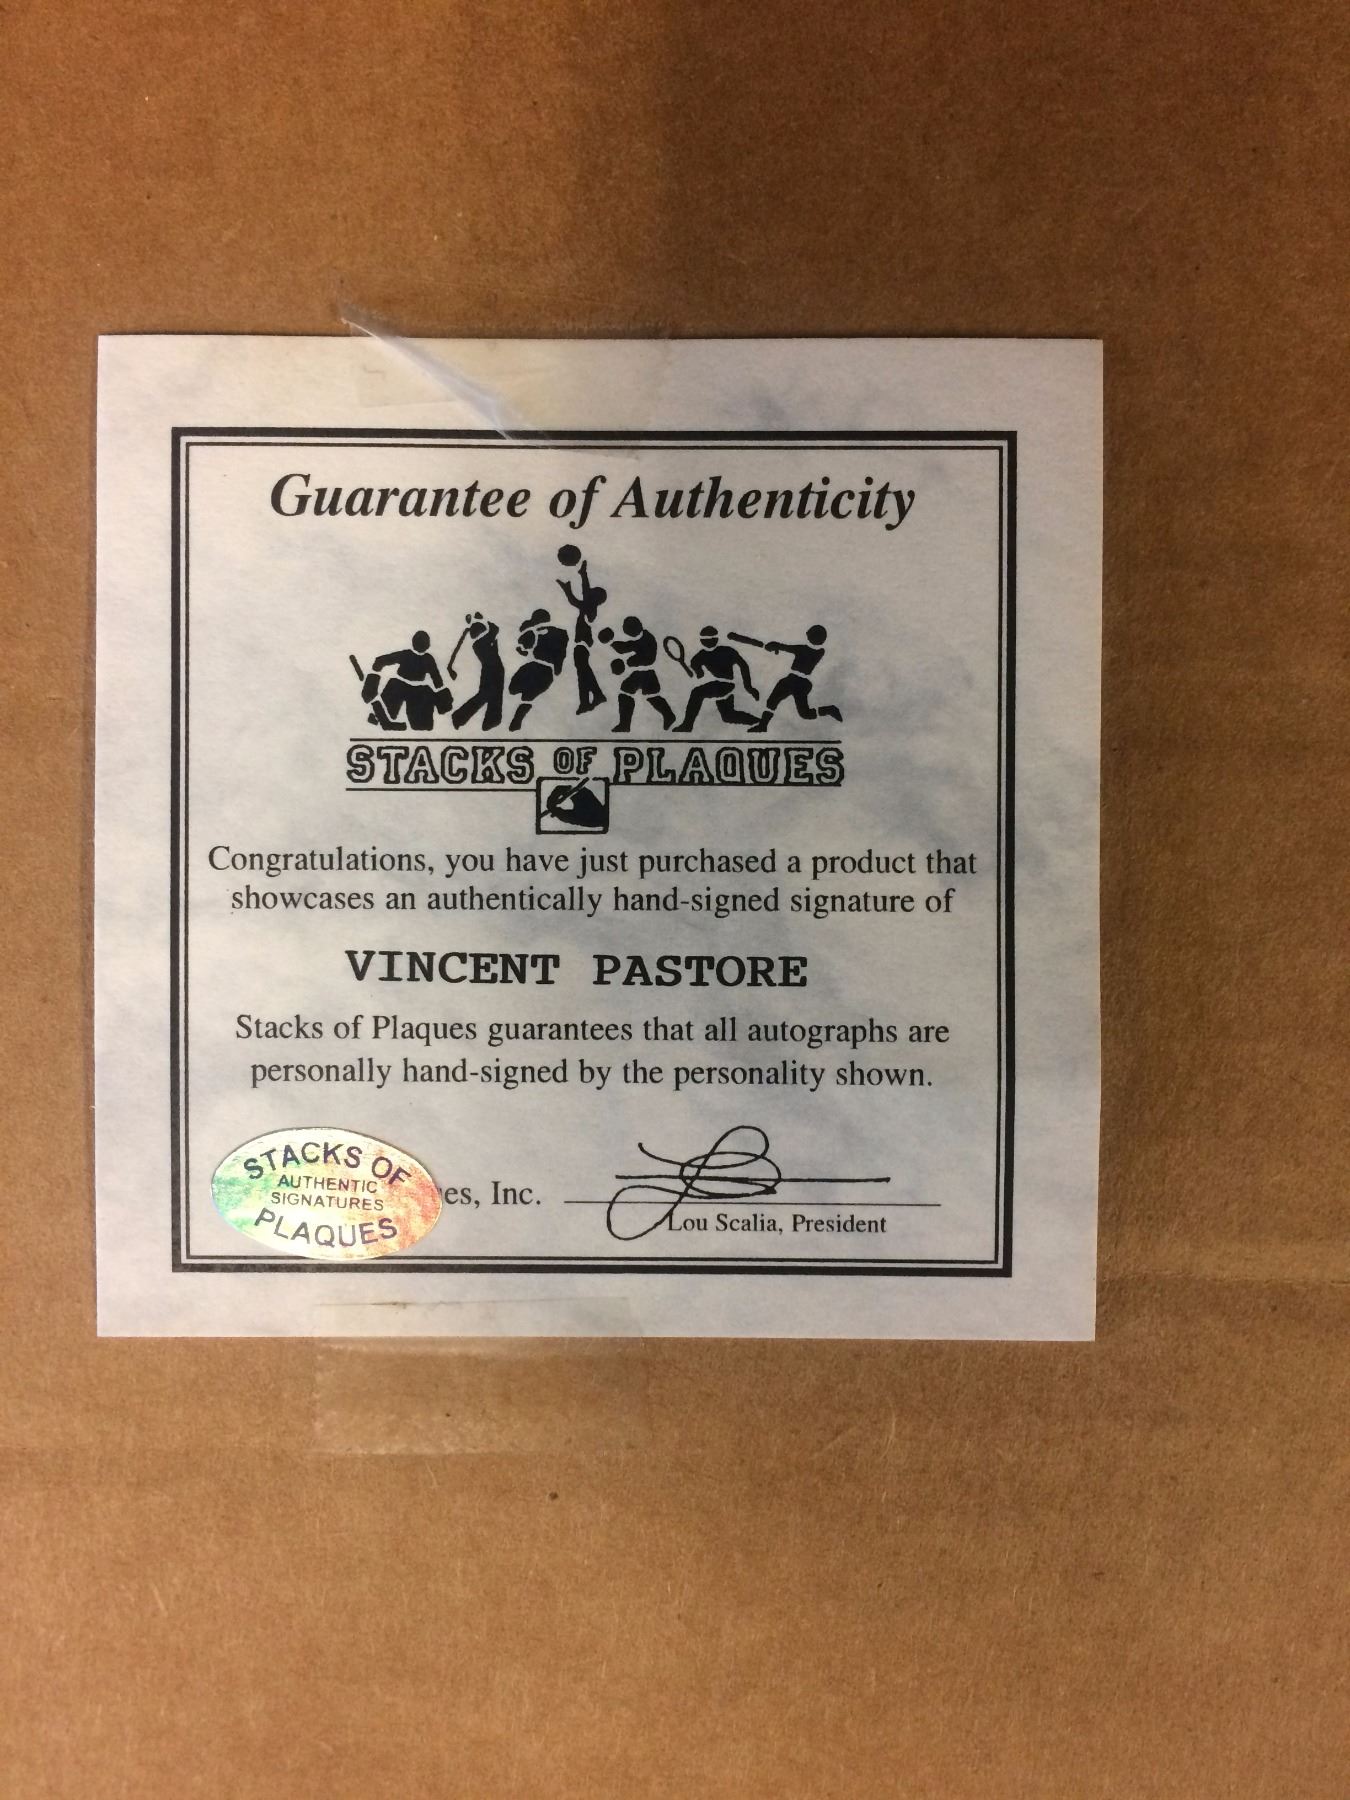 Guarantee of Authenticity
STACKS OF PLAQUES
Congratulations, you have just purchased a product that
showcases an authentically hand-signed signature of
VINCENT PASTORE
Stacks of Plaques guarantees that all autographs are
personally hand-signed by the personality shown.
STACKS OF
AUTHENTIC
SIGNATURES
PLAQUES
es, Inc.
Lou Scalia, President